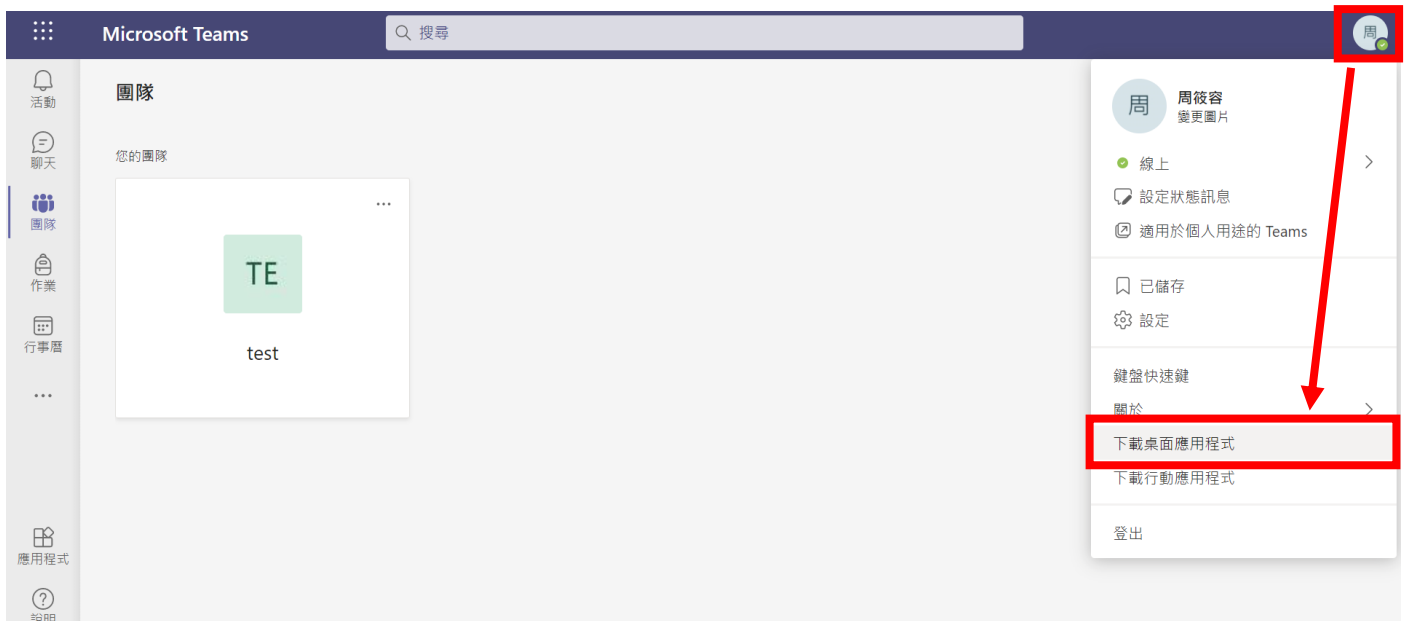 Microsoft Teams
搜尋
周
活動
聊天
團隊
作業
行事曆
...
應用程式
說明
團隊
您的團隊
...
TE
test
周
周筱容
變更圖片
線上
設定狀態訊息
適用於個人用途的 Teams
已儲存
設定
鍵盤快速鍵
關於
下載桌面應用程式
下載行動應用程式
登出